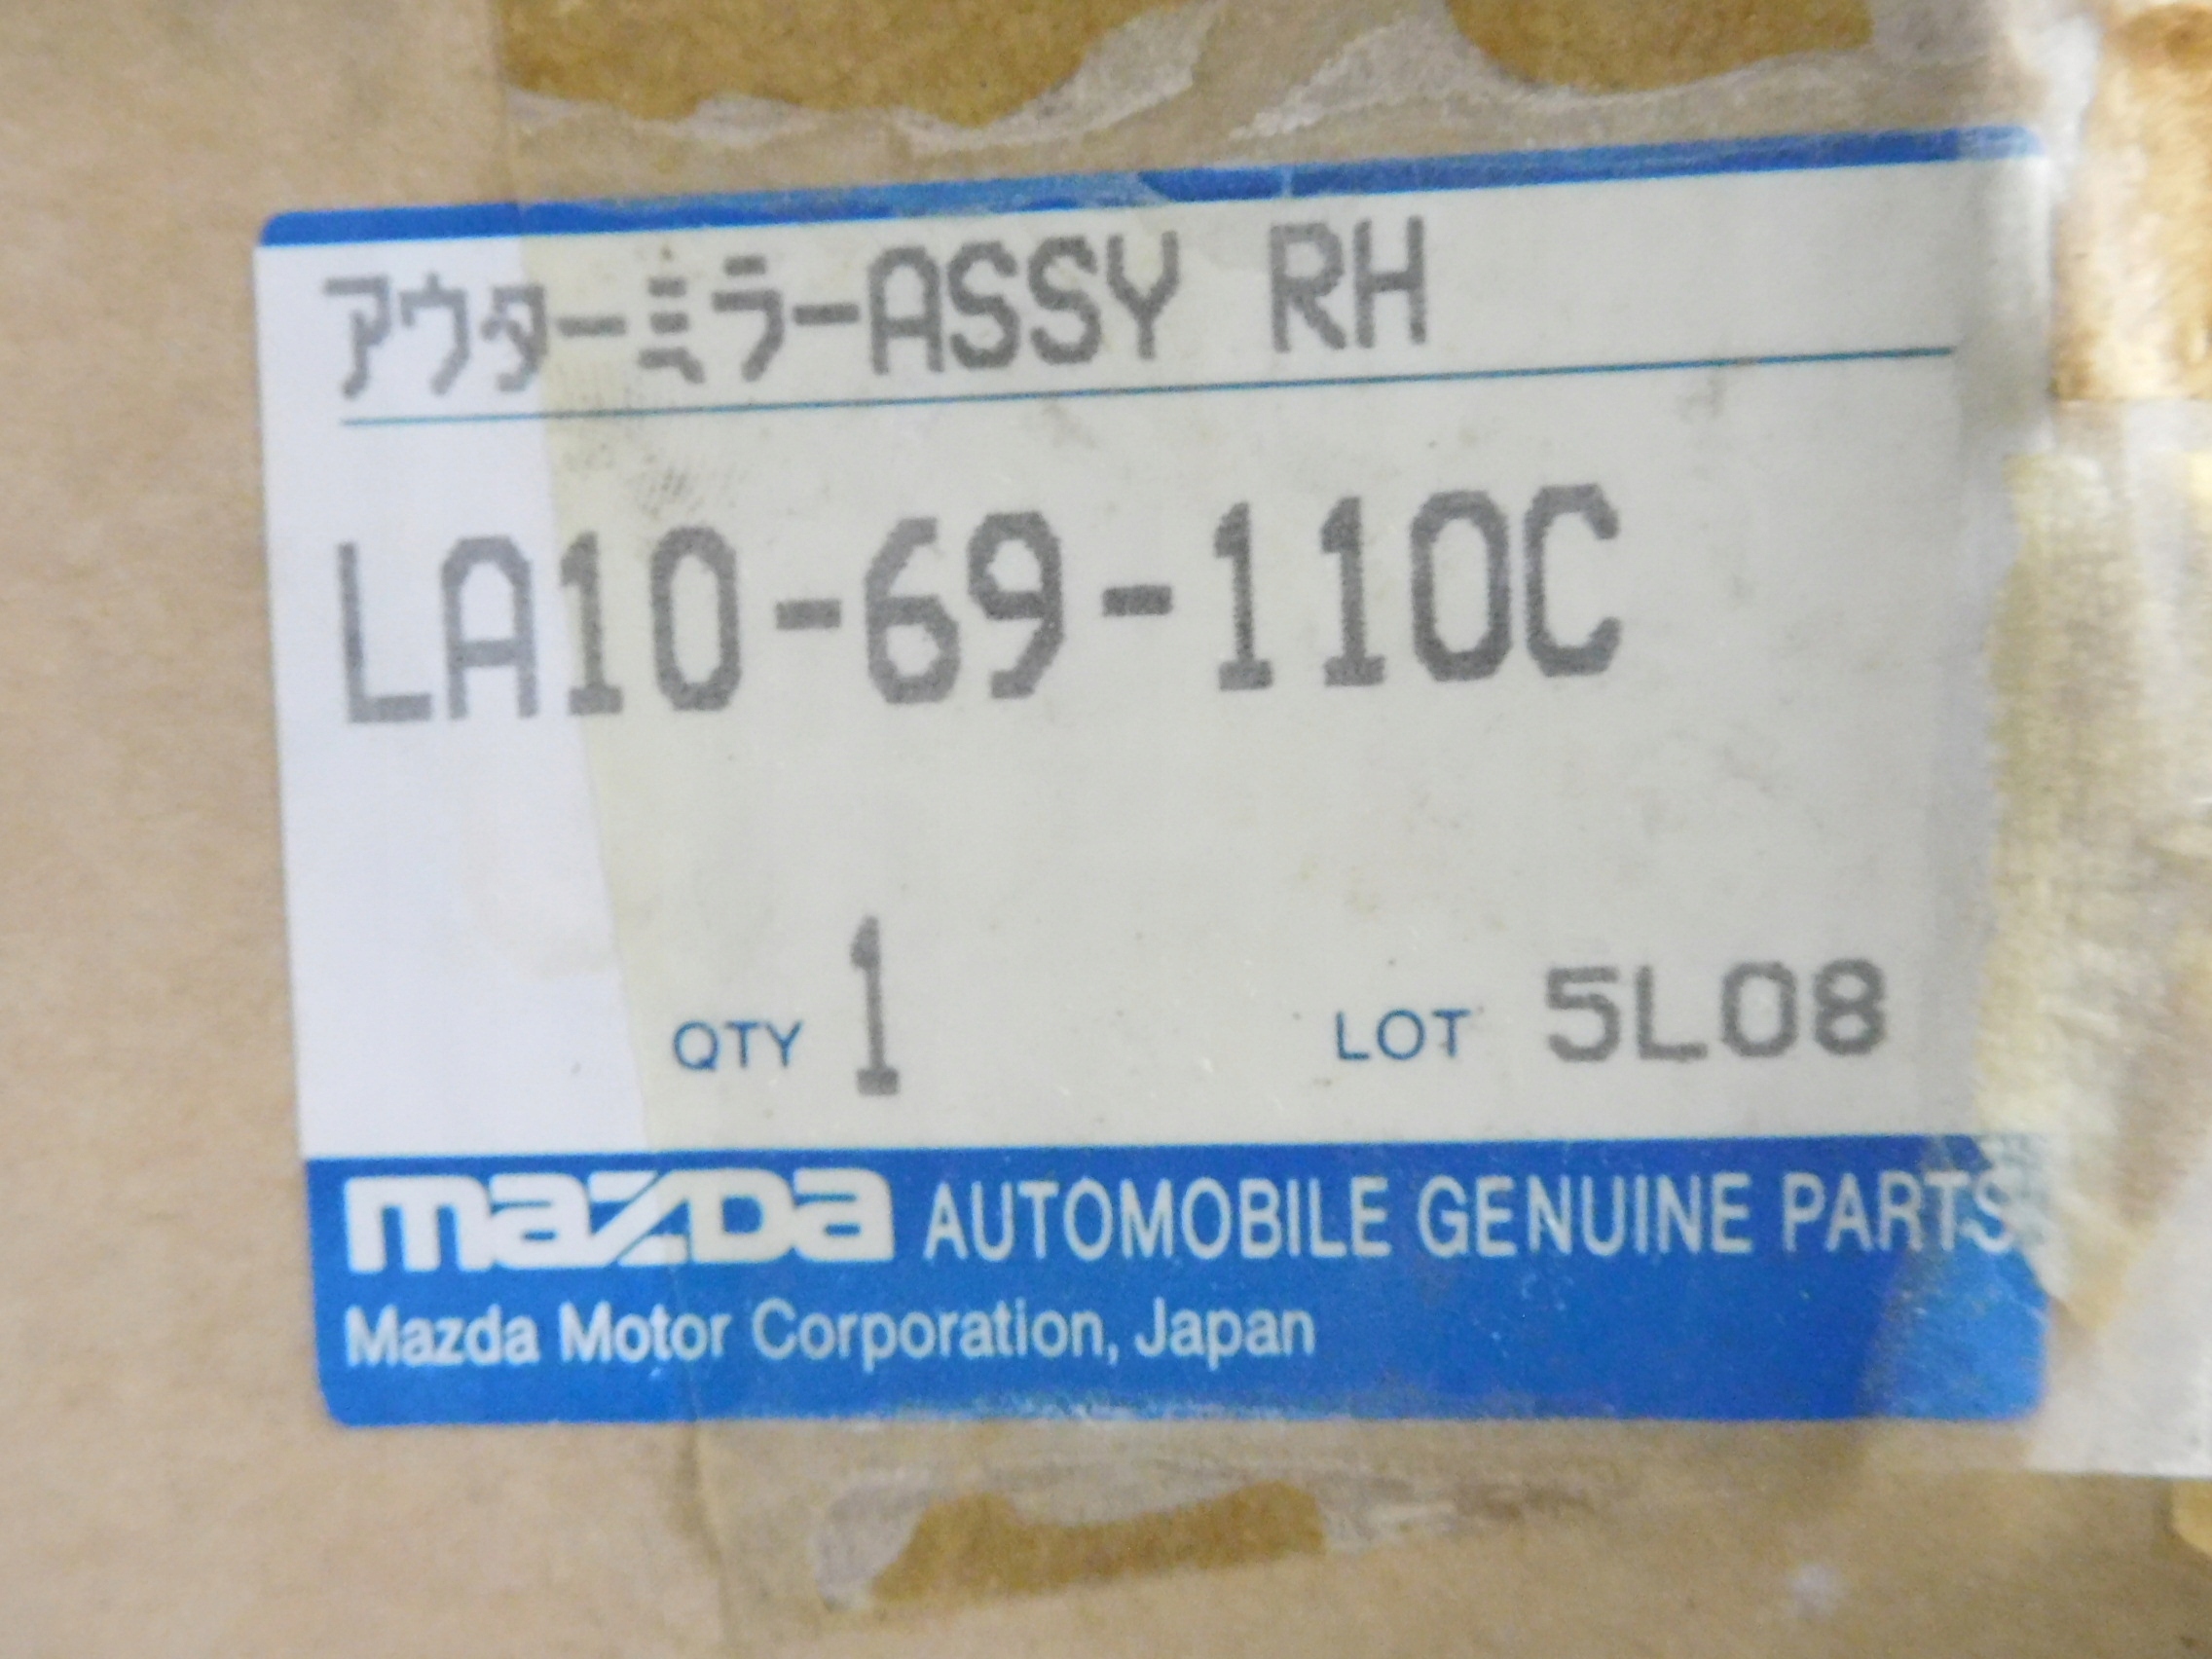 アウターミラーASSY RH
LA10-69-110C
QTY 1 LOT 5L08
mazda AUTOMOBILE GENUINE PARTS
Mazda Motor Corporation, Japan